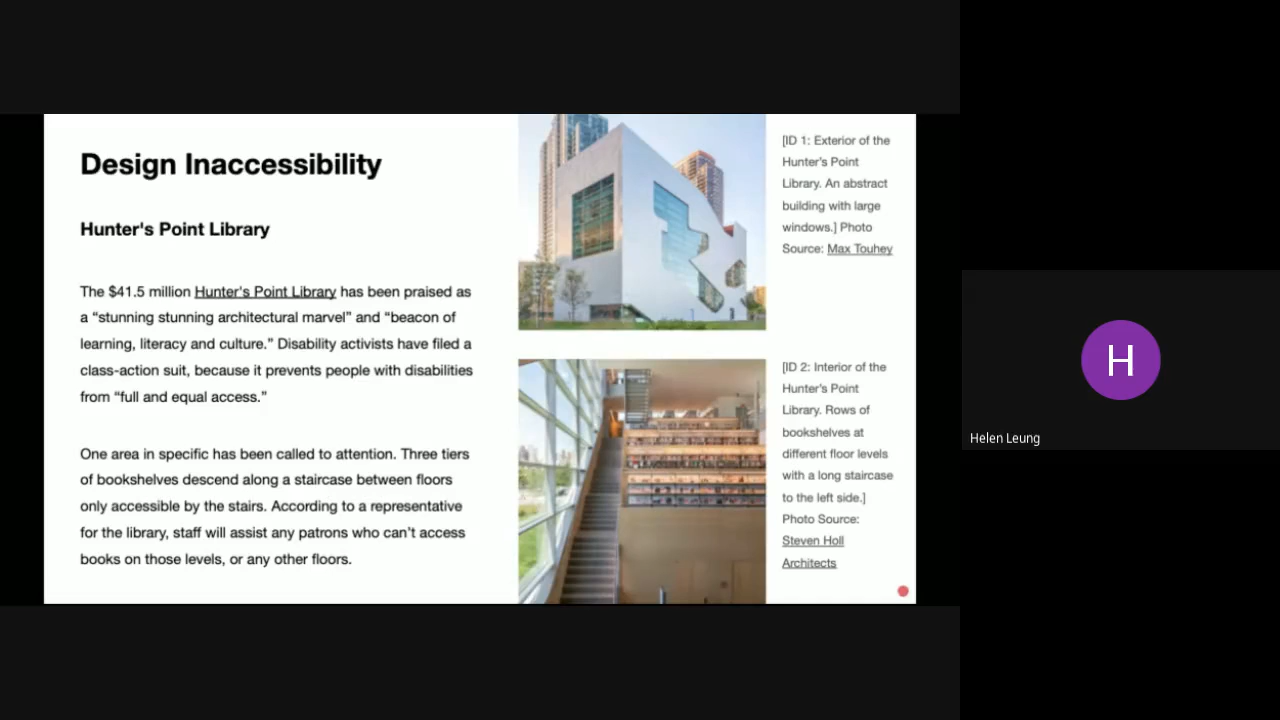 Design Inaccessibility
Hunter's Point Library
The $41.5 million Hunter's Point Library has been praised as
a “stunning stunning architectural marvel” and “beacon of
learning, literacy and culture.” Disability activists have filed a
class-action suit, because it prevents people with disabilities
from “full and equal access.”
One area in specific has been called to attention. Three tiers
of bookshelves descend along a staircase between floors
only accessible by the stairs. According to a representative
for the library, staff will assist any patrons who can’t access
books on those levels, or any other floors.
[ID 1: Exterior of the
Hunter's Point
Library. An abstract
building with large
windows.] Photo
Source: Max Touhey
[ID 2: Interior of the
Hunter's Point
Library. Rows of
bookshelves at
different floor levels
with a long staircase
to the left side.]
Photo Source:
Steven Holl
Architects
H
Helen Leung